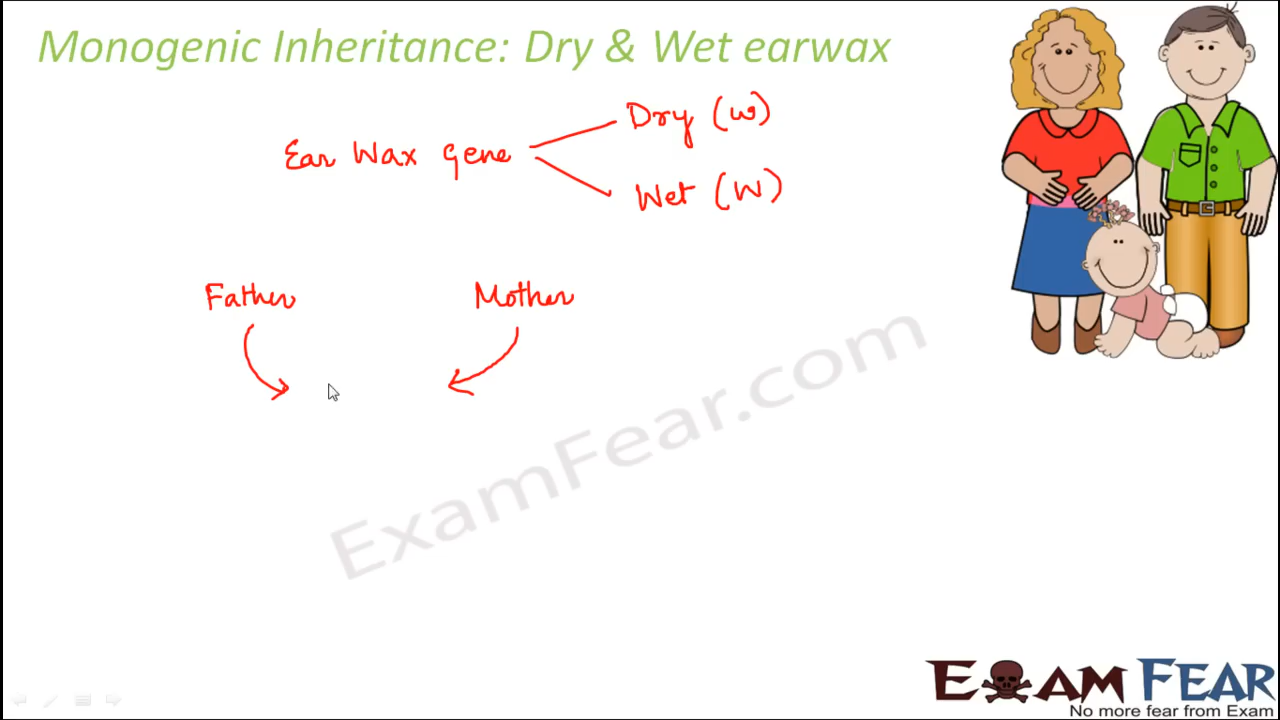 Monogenic Inheritance: Dry & Wet earwax
Ear Wax gene
Dry (w)
Wet (W)
Father Mother
ExamFear.com
EXAM FEAR
No more fear from Exam